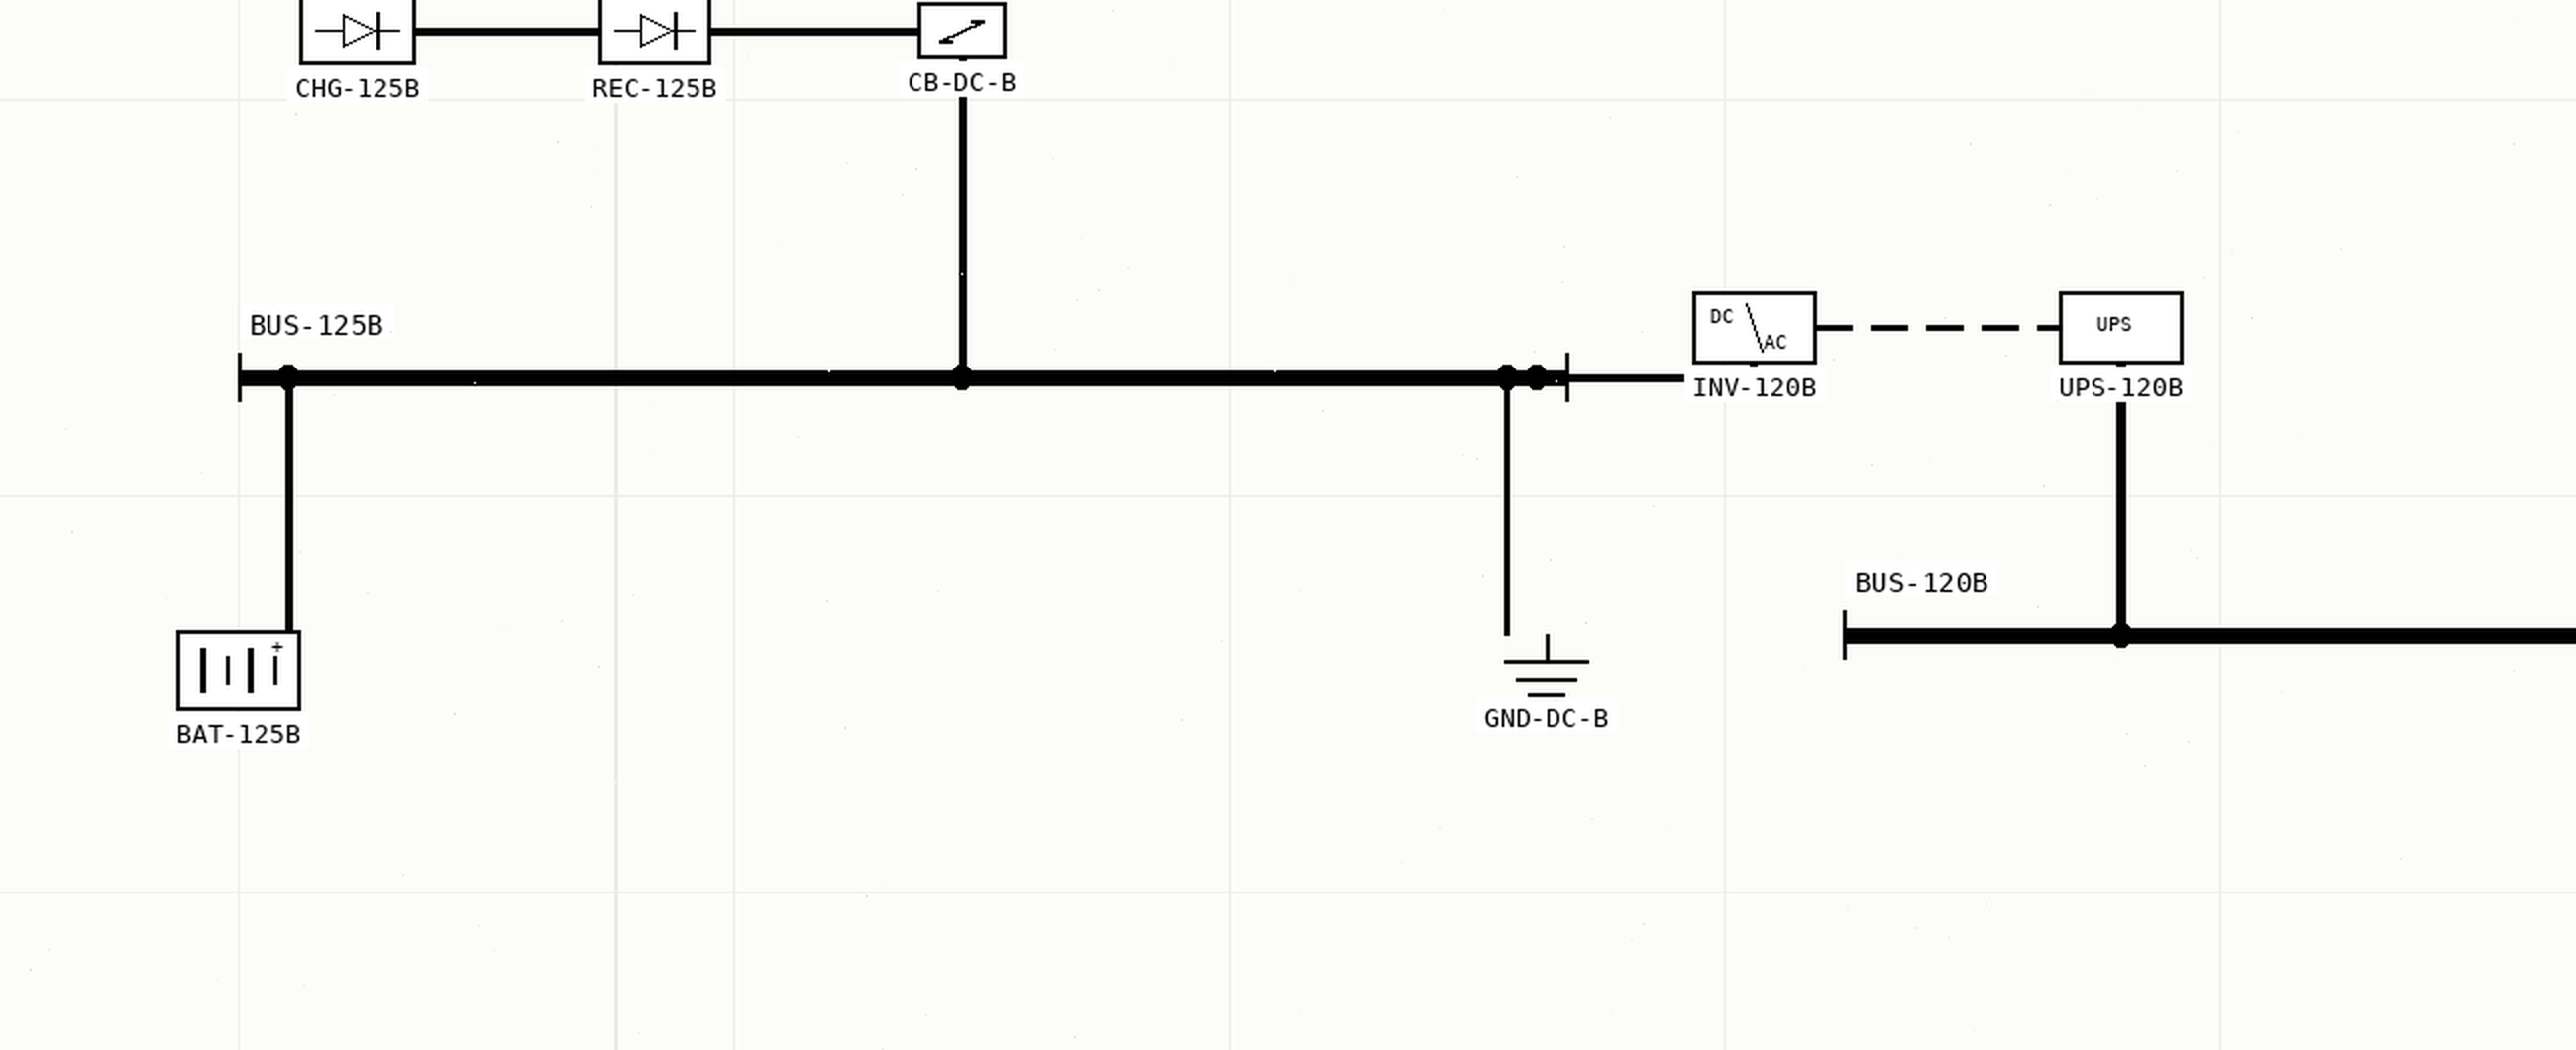 CHG-125B
REC-125B
CB-DC-B
BUS-125B
DC
AC
INV-120B
UPS
UPS-120B
BUS-120B
+
BAT-125B
GND-DC-B